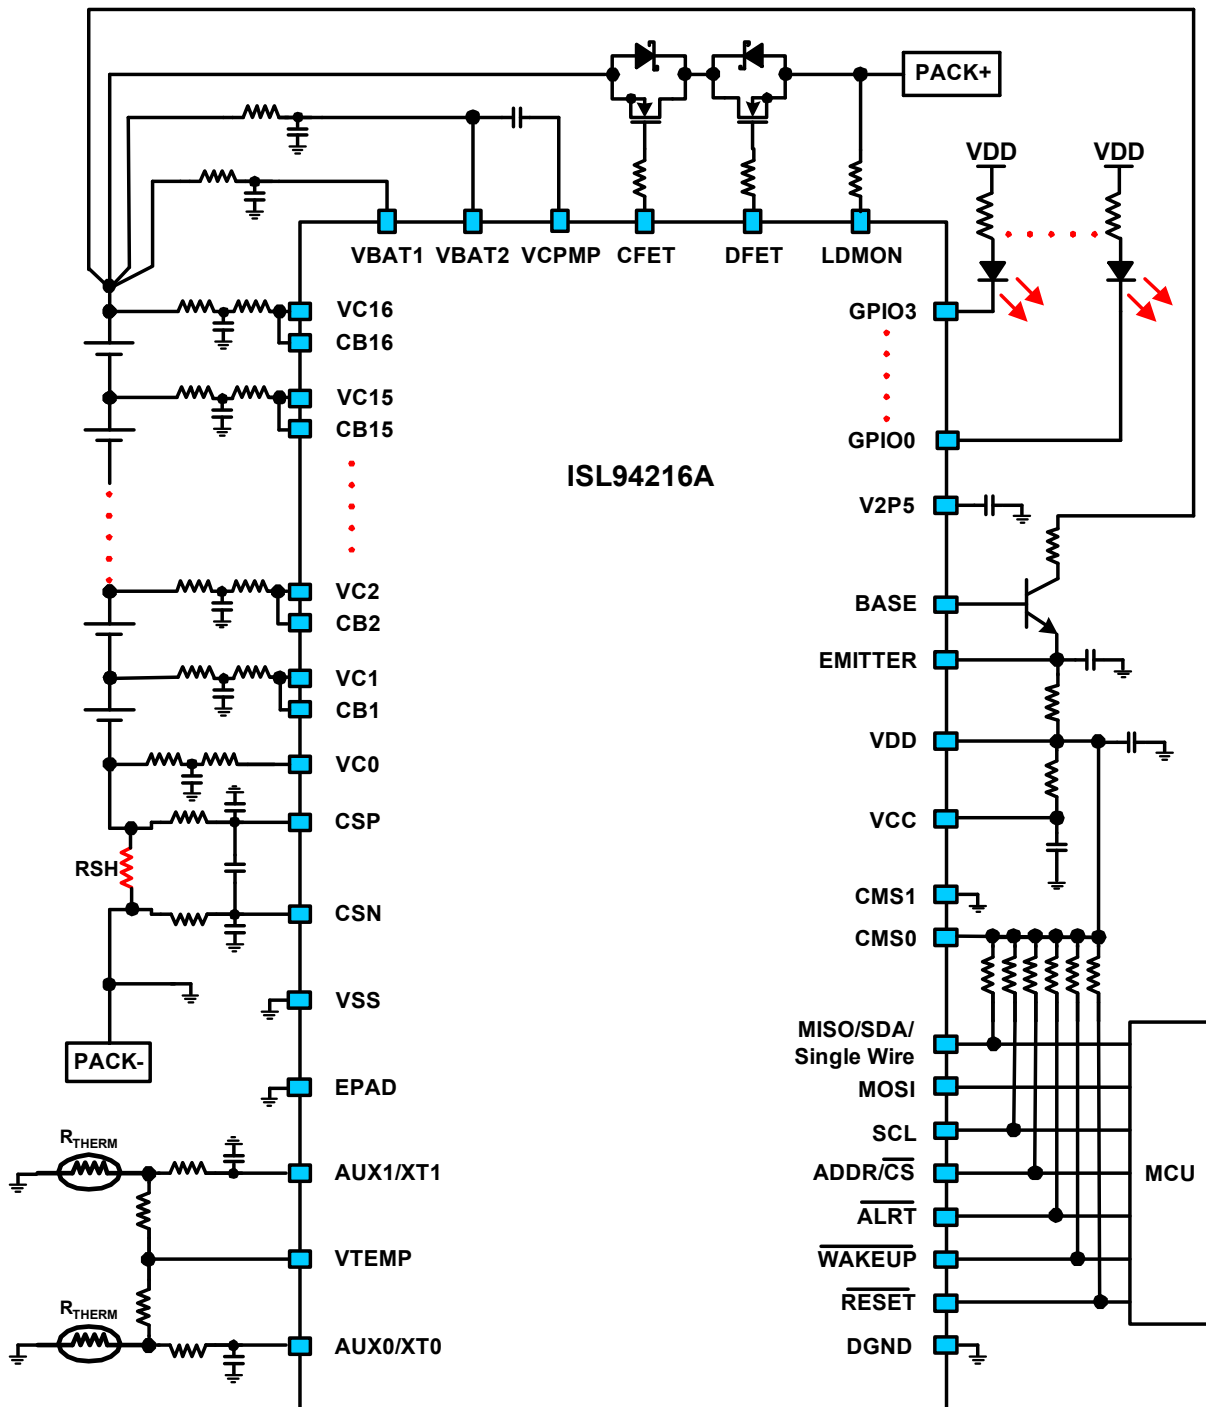 PACK+
VDD VDD
VBAT1 VBAT2 VCPMP CFET DFET LDMON
VC16
CB16
VC15
CB15
VC2
CB2
VC1
CB1
VC0
CSP
RSH
CSN
VSS
PACK-
EPAD
RTHERM
AUX1/XT1
VTEMP
RTHERM
AUX0/XT0
ISL94216A
GPIO3
GPIO0
V2P5
BASE
EMITTER
VDD
VCC
CMS1
CMS0
MISO/SDA/
Single Wire
MOSI
SCL
ADDR/CS
ALRT
WAKEUP
RESET
DGND
MCU